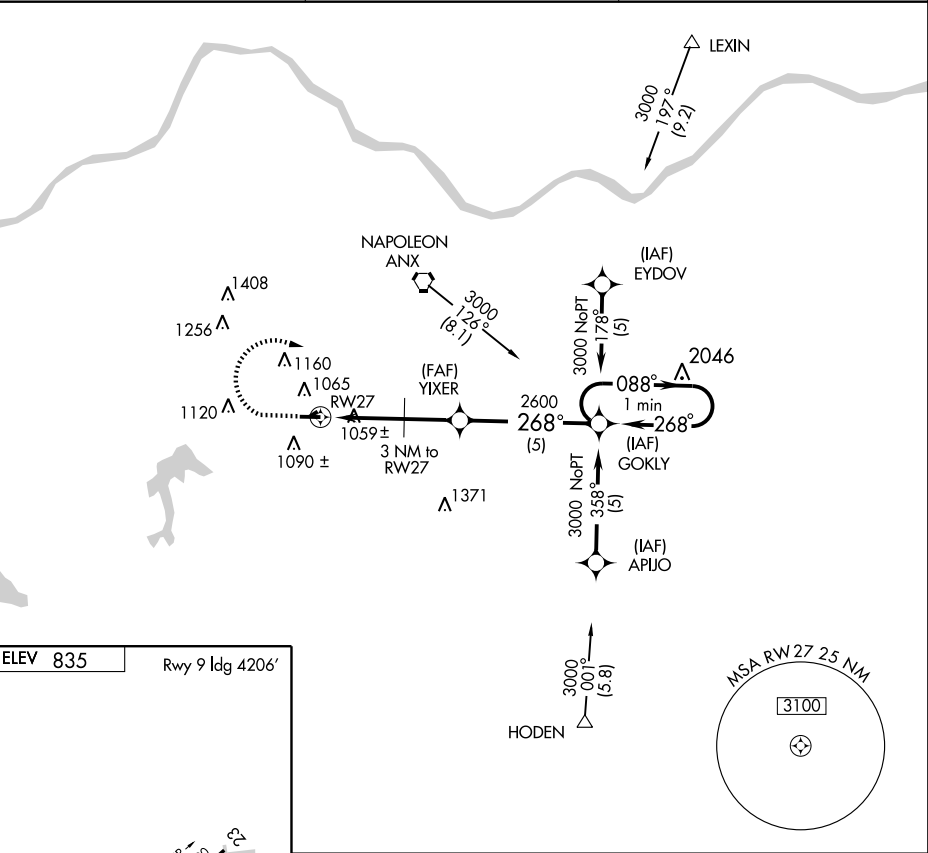 LEXIN
3000
197°
(9.2)
NAPOLEON
ANX
3000
126°
(8.1)
(IAF)
EYDOV
3000 NoPT
178°
(5)
1408
1256
1160
1065
1120
RW27
1059 ±
1090 ±
3 NM to
RW27
(FAF)
YIXER
2600
268°
(5)
088°
1 min
268°
2046
(IAF)
GOKLY
1371
3000 NoPT
358°
(5)
(IAF)
APIJO
3000
001°
(5.8)
HODEN
ELEV 835
Rwy 9 ldg 4206'
23
MSA RW27 25 NM
3100